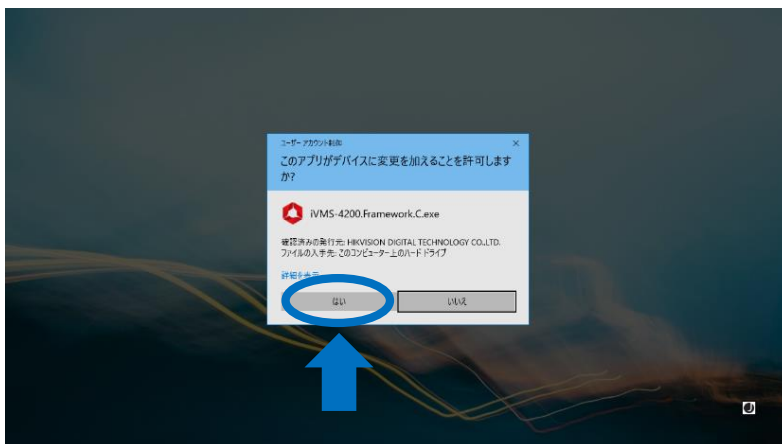 ユーザー アカウント制御
このアプリがデバイスに変更を加えることを許可します
か?
iVMS-4200.Framework.C.exe
確認済みの発行元: HIKVISION DIGITAL TECHNOLOGY CO.,LTD.
ファイルの入手先: このコンピューター上のハード ドライブ
詳細を表示
はい
いいえ